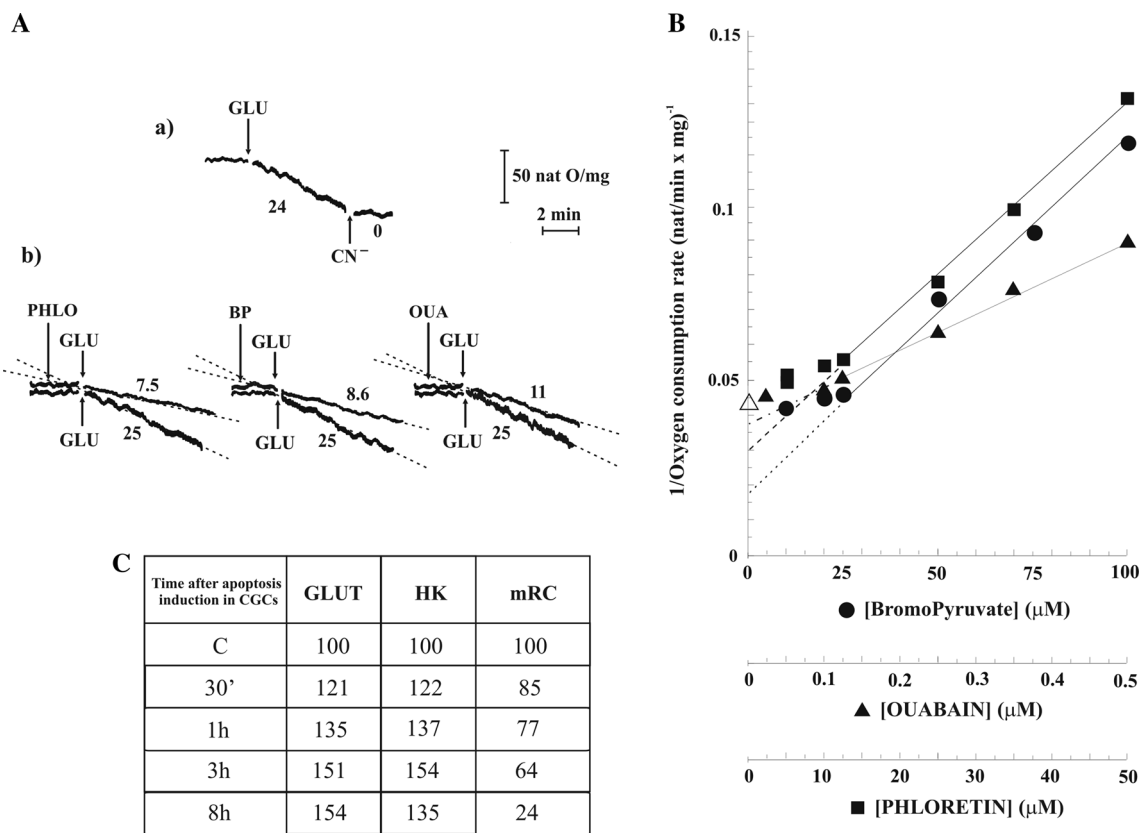 A
a)
GLU
24
CN⁻
0
50 nat O/mg
2 min
b)
PHLO
GLU
7.5
GLU
25
BP
GLU
8.6
GLU
25
OUA
GLU
11
GLU
25
B
1/Oxygen consumption rate (nat/min x mg)⁻¹
0.15
0.1
0.05
0
0 25 50 75 100
[BromoPyruvate] (μM)
0 0.1 0.2 0.3 0.4 0.5
[OUABAIN] (μM)
0 10 20 30 40 50
[PHLORETIN] (μM)
C
Time after apoptosis
induction in CGCs
GLUT HK mRC
C 100 100 100
30' 121 122 85
1h 135 137 77
3h 151 154 64
8h 154 135 24